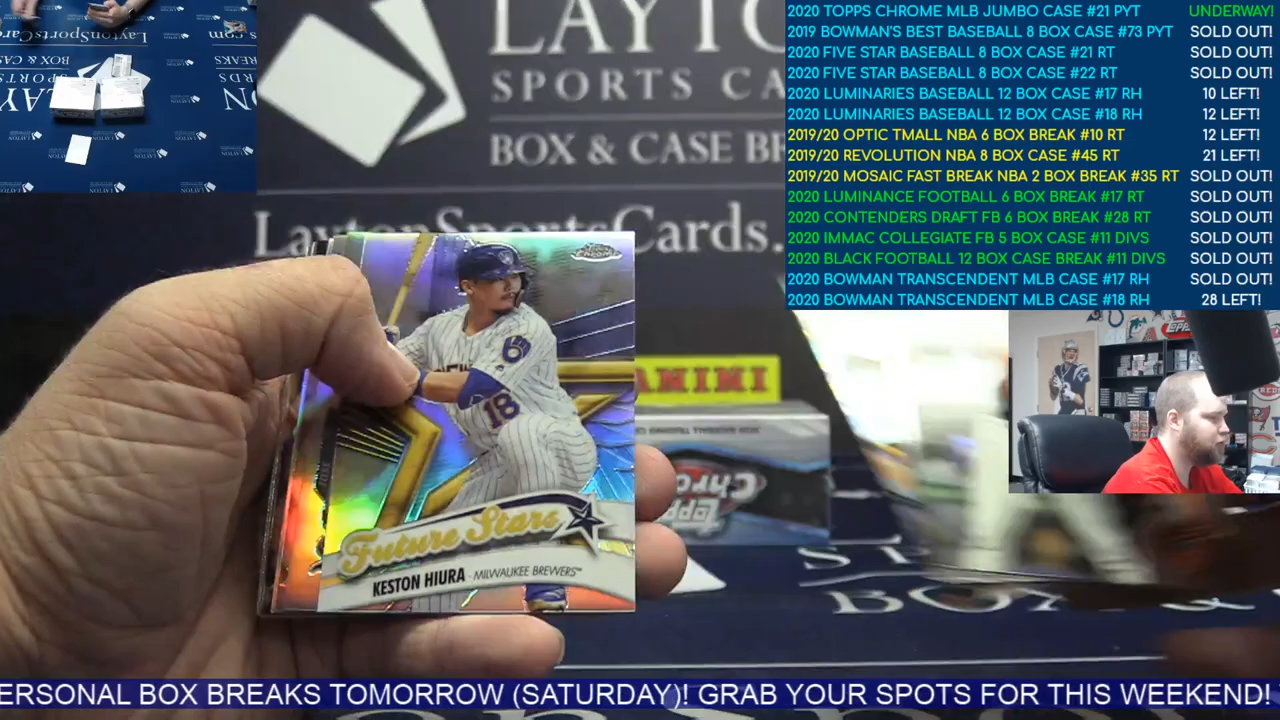 2020 TOPPS CHROME MLB JUMBO CASE #21 PYT UNDERWAY!
2019 BOWMAN'S BEST BASEBALL 8 BOX CASE #73 PYT SOLD OUT!
2020 FIVE STAR BASEBALL 8 BOX CASE #21 RT SOLD OUT!
2020 FIVE STAR BASEBALL 8 BOX CASE #22 RT SOLD OUT!
2020 LUMINARIES BASEBALL 12 BOX CASE #17 RH 10 LEFT!
2020 LUMINARIES BASEBALL 12 BOX CASE #18 RH 12 LEFT!
2019/20 OPTIC TMALL NBA 6 BOX BREAK #10 RT 12 LEFT!
2019/20 REVOLUTION NBA 8 BOX CASE #45 RT 21 LEFT!
2019/20 MOSAIC FAST BREAK NBA 2 BOX BREAK #35 RT SOLD OUT!
2020 LUMINANCE FOOTBALL 6 BOX BREAK #17 RT SOLD OUT!
2020 CONTENDERS DRAFT FB 6 BOX BREAK #28 RT SOLD OUT!
2020 IMMAC COLLEGIATE FB 5 BOX CASE #11 DIVS SOLD OUT!
2020 BLACK FOOTBALL 12 BOX CASE BREAK #11 DIVS SOLD OUT!
2020 BOWMAN TRANSCENDENT MLB CASE #17 RH SOLD OUT!
2020 BOWMAN TRANSCENDENT MLB CASE #18 RH 28 LEFT!
LAYTO
SPORTS CA
BOX & CASE BR
LaytonSportsCards.
PANINI
Topps
Chro
18
Future Stars
KESTON HIURA - MILWAUKEE BREWERS™
ERSONAL BOX BREAKS TOMORROW (SATURDAY)! GRAB YOUR SPOTS FOR THIS WEEKEND!